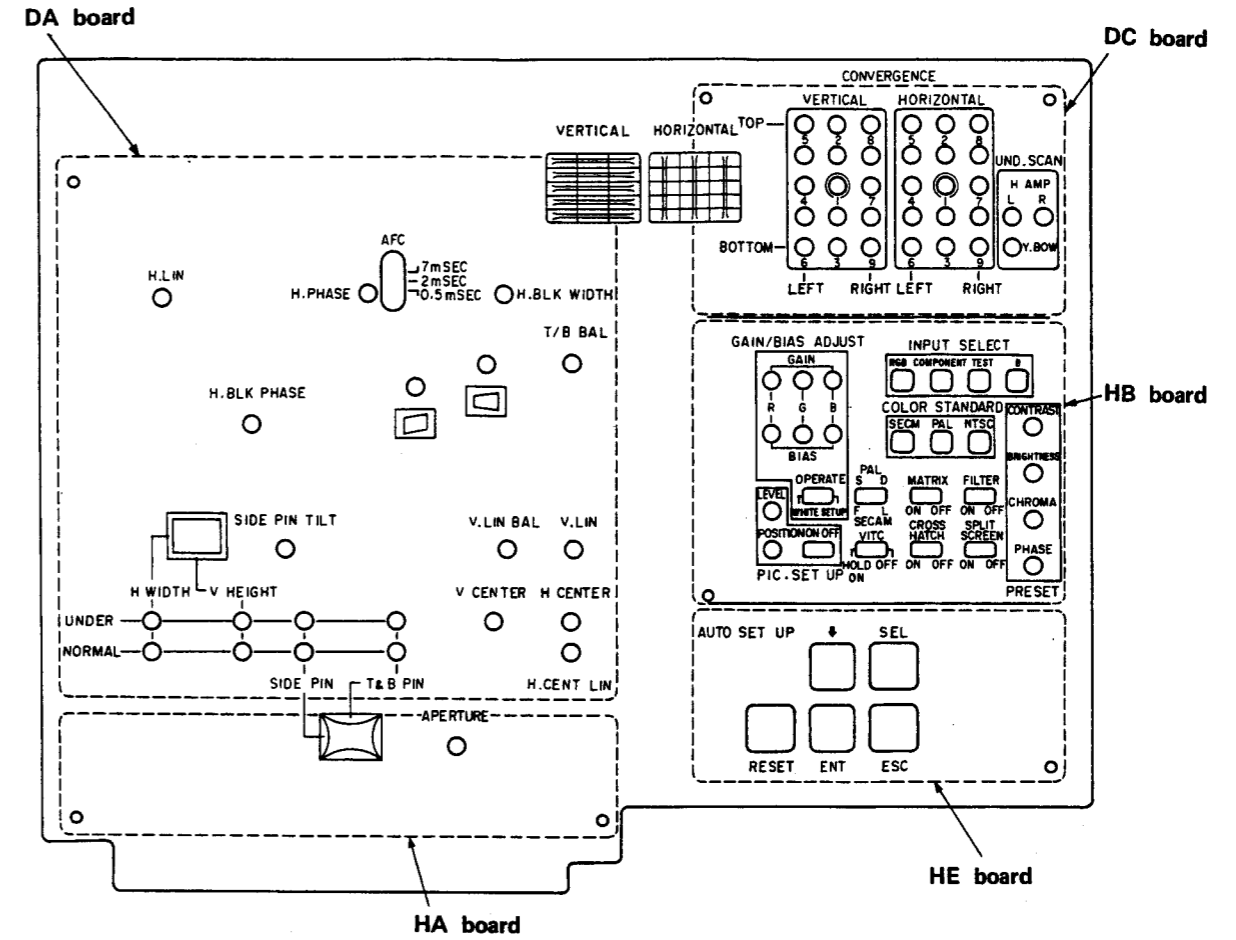 DA board
DC board
CONVERGENCE
VERTICAL HORIZONTAL
TOP
5 2 8 5 2 8
4 1 7 4 1 7
BOTTOM
6 3 9 6 3 9
LEFT RIGHT LEFT RIGHT
UND.SCAN
H AMP
L R
Y.BOW
VERTICAL HORIZONTAL
AFC
7mSEC
2mSEC
0.5mSEC
H.LIN
H.PHASE
H.BLK WIDTH
T/B BAL
H.BLK PHASE
SIDE PIN TILT
V.LIN BAL V.LIN
H WIDTH V HEIGHT
V CENTER H CENTER
UNDER
NORMAL
SIDE PIN T&B PIN
H.CENT LIN
APERTURE
HA board
GAIN/BIAS ADJUST
GAIN
R G B
BIAS
OPERATE
WHITE SETUP
LEVEL
POSITION ON OFF
PIC.SET UP
INPUT SELECT
RGB COMPONENT TEST B
COLOR STANDARD
SECM PAL NTSC
PAL
S D
F L
SECAM
MATRIX
ON OFF
FILTER
ON OFF
VITC
HOLD OFF
ON
CROSS
HATCH
ON OFF
SPLIT
SCREEN
ON OFF
CONTRAST
BRIGHTNESS
CHROMA
PHASE
PRESET
HB board
AUTO SET UP
↓
SEL
RESET ENT ESC
HE board